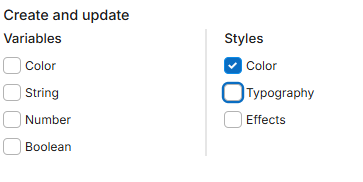 Create and update
Variables
Color
String
Number
Boolean
Styles
Color
Typography
Effects